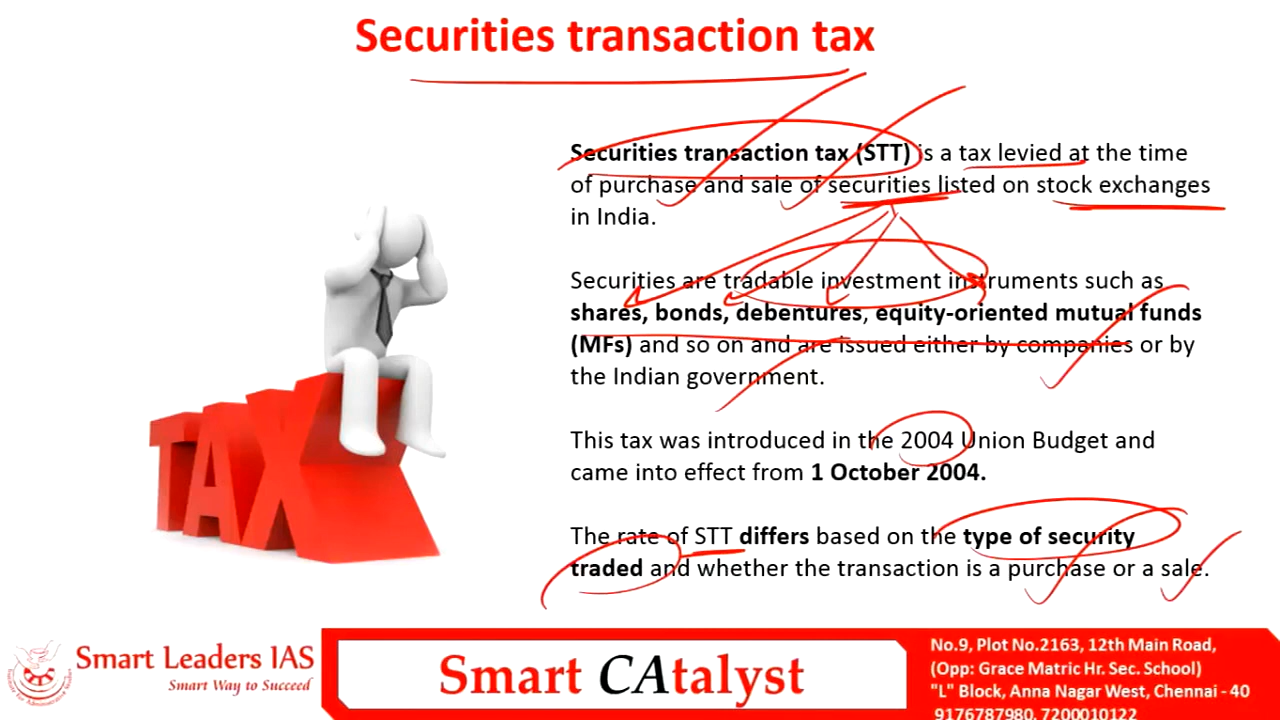 Securities transaction tax
Securities transaction tax (STT) is a tax levied at the time
of purchase and sale of securities listed on stock exchanges
in India.
Securities are tradable investment instruments such as
shares, bonds, debentures, equity-oriented mutual funds
(MFs) and so on and are issued either by companies or by
the Indian government.
This tax was introduced in the 2004 Union Budget and
came into effect from 1 October 2004.
The rate of STT differs based on the type of security
traded and whether the transaction is a purchase or a sale.
TAX
Smart Leaders IAS
Smart Way to Succeed
Smart CAtalyst
No.9, Plot No.2163, 12th Main Road,
(Opp: Grace Matric Hr. Sec. School)
"L" Block, Anna Nagar West, Chennai - 40
9176787980, 7200010122